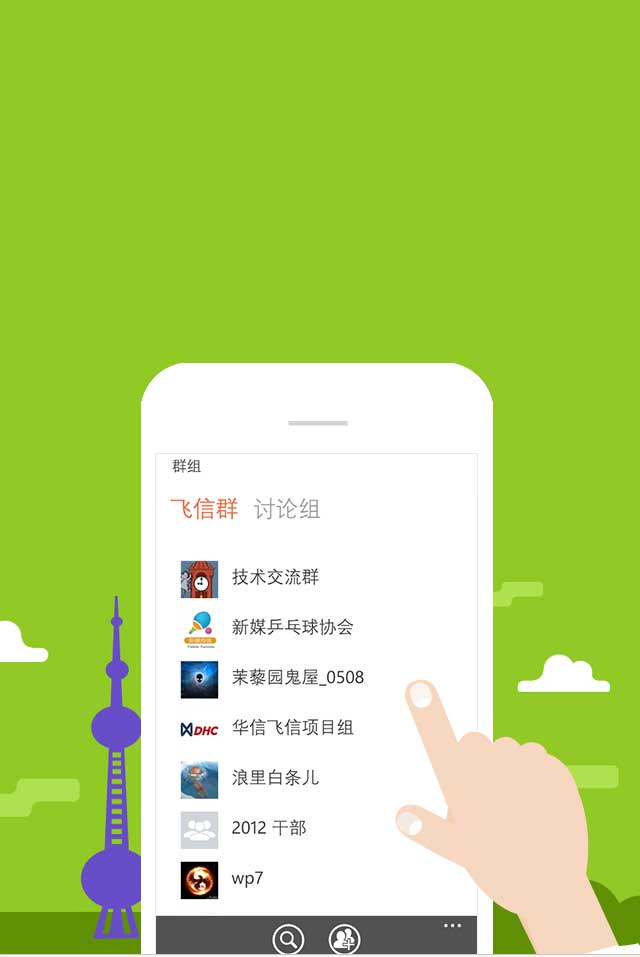 群组
飞信群 讨论组
技术交流群
新媒乒乓球协会
茉藜园鬼屋_0508
DHC 华信飞信项目组
浪里白条儿
2012 干部
wp7